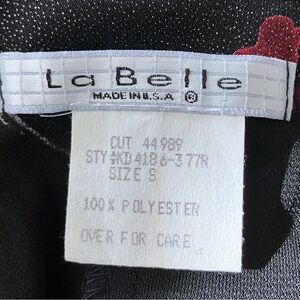 La Belle
MADE IN U.S.A ®
CUT 44989
STY#KD4186-377R
SIZE S
100% POLYESTER
OVER FOR CARE